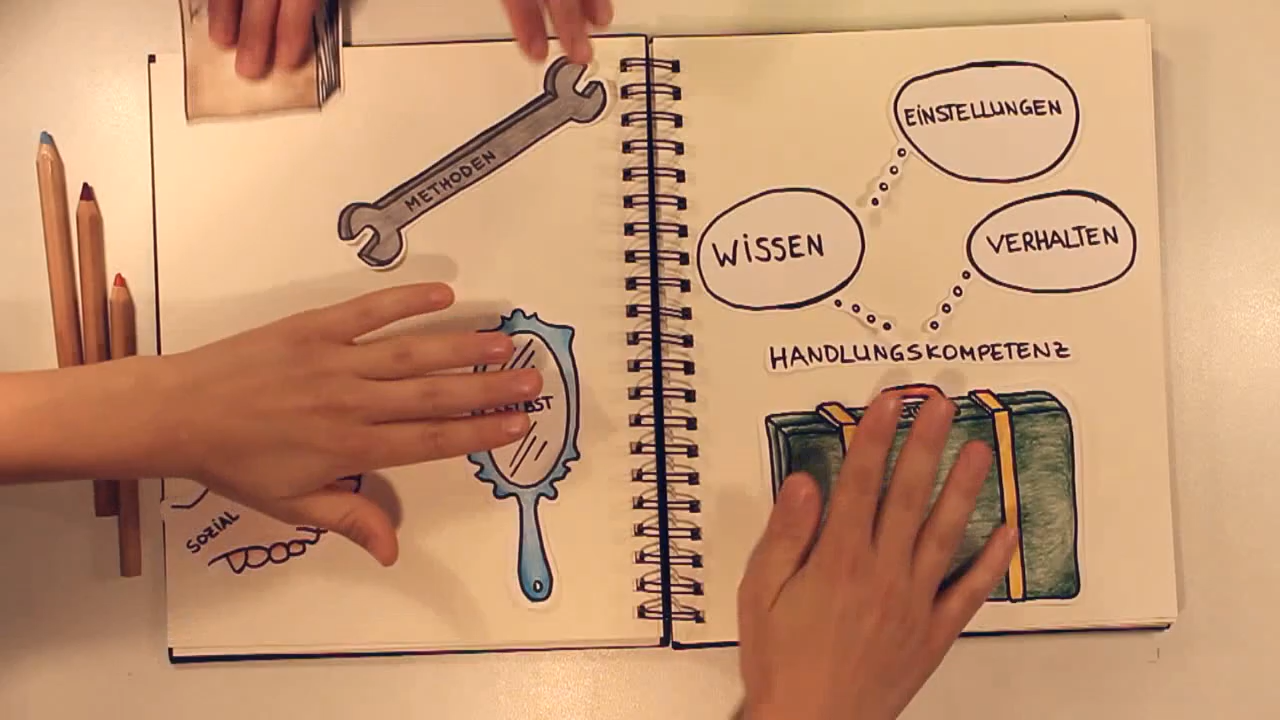 METHODEN
SOZIAL
EINSTELLUNGEN
WISSEN
VERHALTEN
HANDLUNGSKOMPETENZ